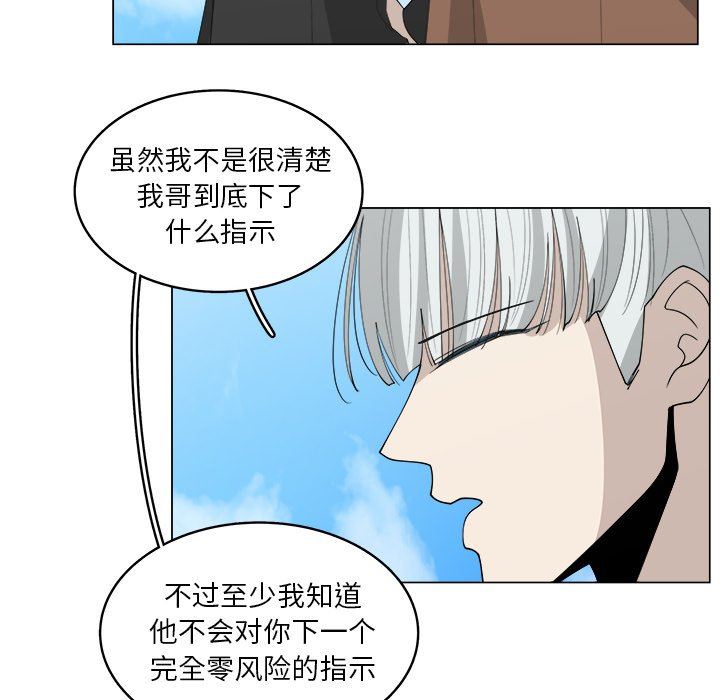 虽然我不是很清楚
我哥到底下了
什么指示
不过至少我知道
他不会对你下一个
完全零风险的指示